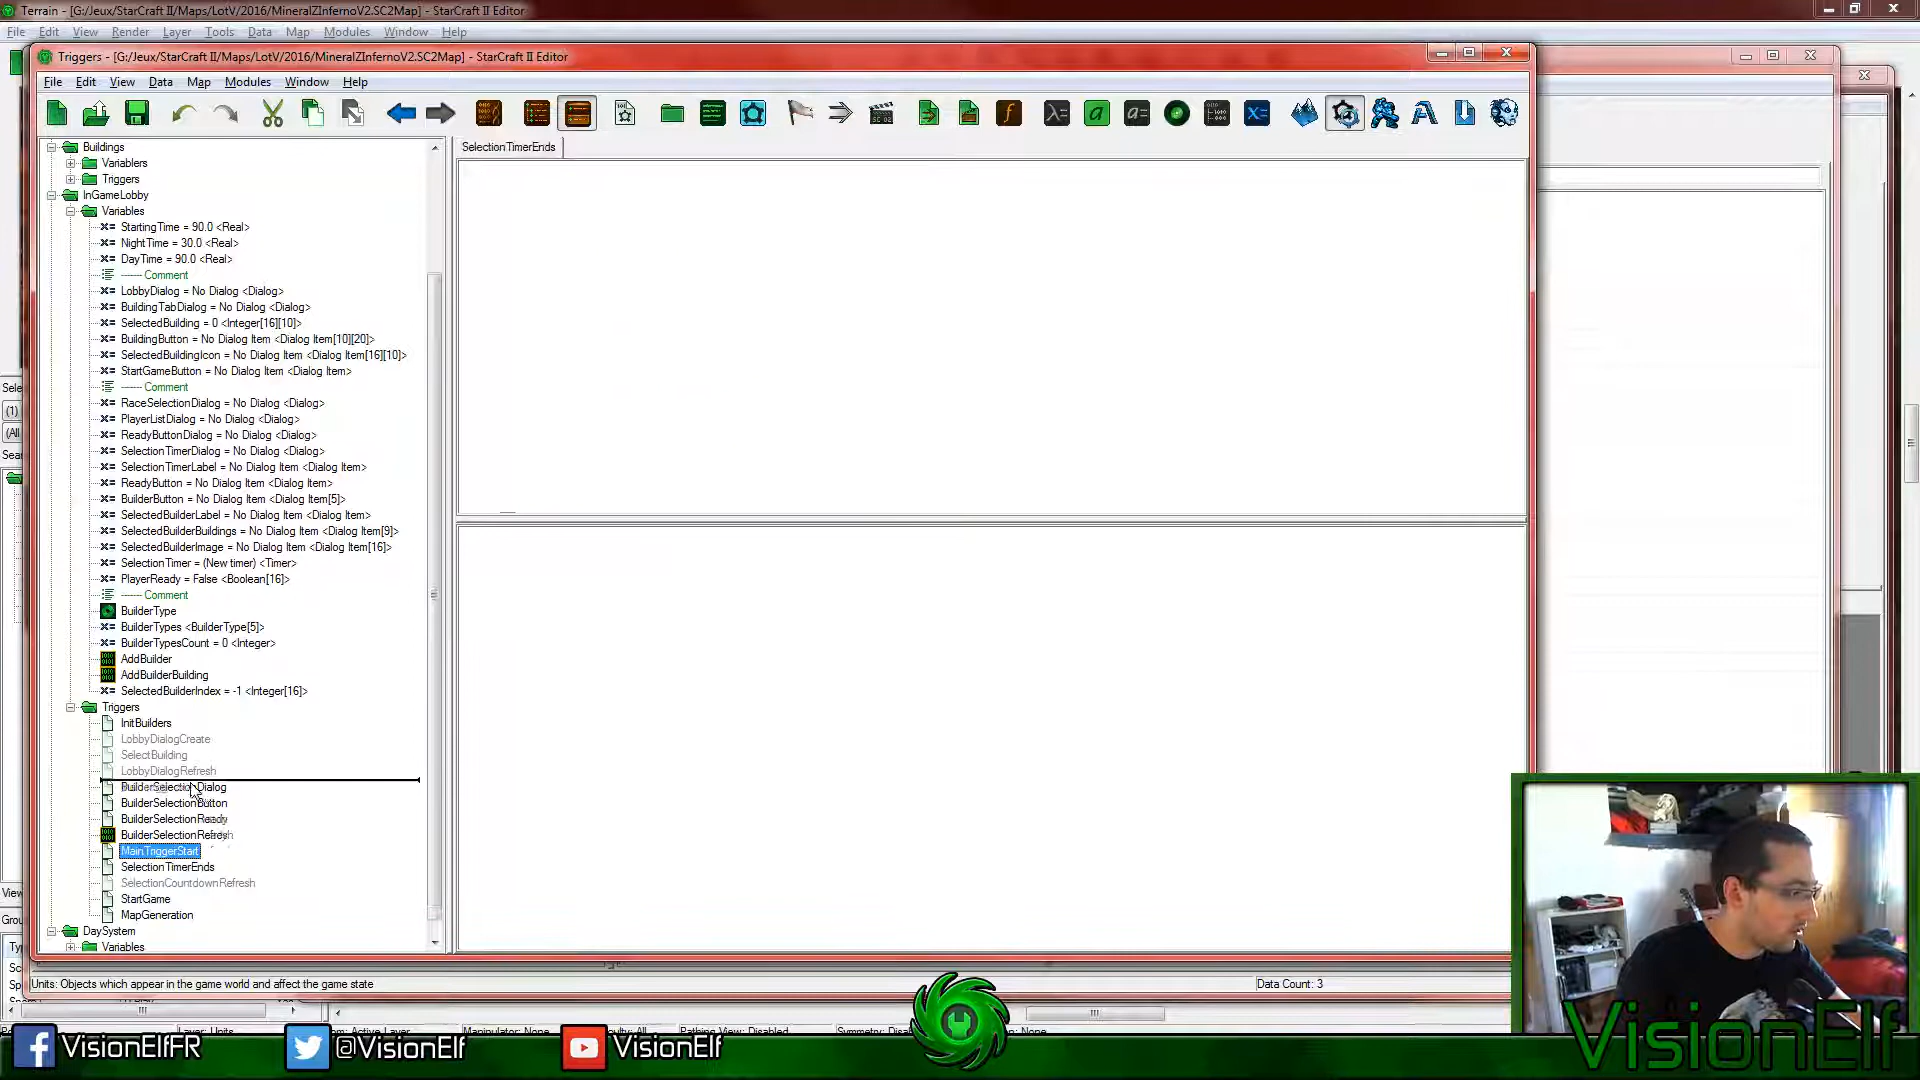 Terrain - [G:/Jeux/StarCraft II/Maps/LotV/2016/MineralZInfernoV2.SC2Map] - StarCraft II Editor
File Edit View Render Layer Tools Data Map Modules Window Help
Triggers - [G:/Jeux/StarCraft II/Maps/LotV/2016/MineralZInfernoV2.SC2Map] - StarCraft II Editor
File Edit View Data Map Modules Window Help
SelectionTimerEnds
Buildings
Variablers
Triggers
InGameLobby
Variables
StartingTime = 90.0 <Real>
NightTime = 30.0 <Real>
DayTime = 90.0 <Real>
------ Comment
LobbyDialog = No Dialog <Dialog>
BuildingTabDialog = No Dialog <Dialog>
SelectedBuilding = 0 <Integer[16][10]>
BuildingButton = No Dialog Item <Dialog Item[10][20]>
SelectedBuildingIcon = No Dialog Item <Dialog Item[16][10]>
StartGameButton = No Dialog Item <Dialog Item>
------ Comment
RaceSelectionDialog = No Dialog <Dialog>
PlayerListDialog = No Dialog <Dialog>
ReadyButtonDialog = No Dialog <Dialog>
SelectionTimerDialog = No Dialog <Dialog>
SelectionTimerLabel = No Dialog Item <Dialog Item>
ReadyButton = No Dialog Item <Dialog Item>
BuilderButton = No Dialog Item <Dialog Item[5]>
SelectedBuilderLabel = No Dialog Item <Dialog Item>
SelectedBuilderBuildings = No Dialog Item <Dialog Item[9]>
SelectedBuilderImage = No Dialog Item <Dialog Item[16]>
SelectionTimer = (New timer) <Timer>
PlayerReady = False <Boolean[16]>
------ Comment
BuilderType
BuilderTypes <BuilderType[5]>
BuilderTypesCount = 0 <Integer>
AddBuilder
AddBuilderBuilding
SelectedBuilderIndex = -1 <Integer[16]>
Triggers
InitBuilders
LobbyDialogCreate
SelectBuilding
LobbyDialogRefresh
BuilderSelectionDialog
BuilderSelectionButton
BuilderSelectionReady
BuilderSelectionRefresh
MainTriggerStart
SelectionTimerEnds
SelectionCountdownRefresh
StartGame
MapGeneration
DaySystem
Variables
Units: Objects which appear in the game world and affect the game state
Data Count: 3
VisionElfFR
@VisionElf
VisionElf
VisionElf